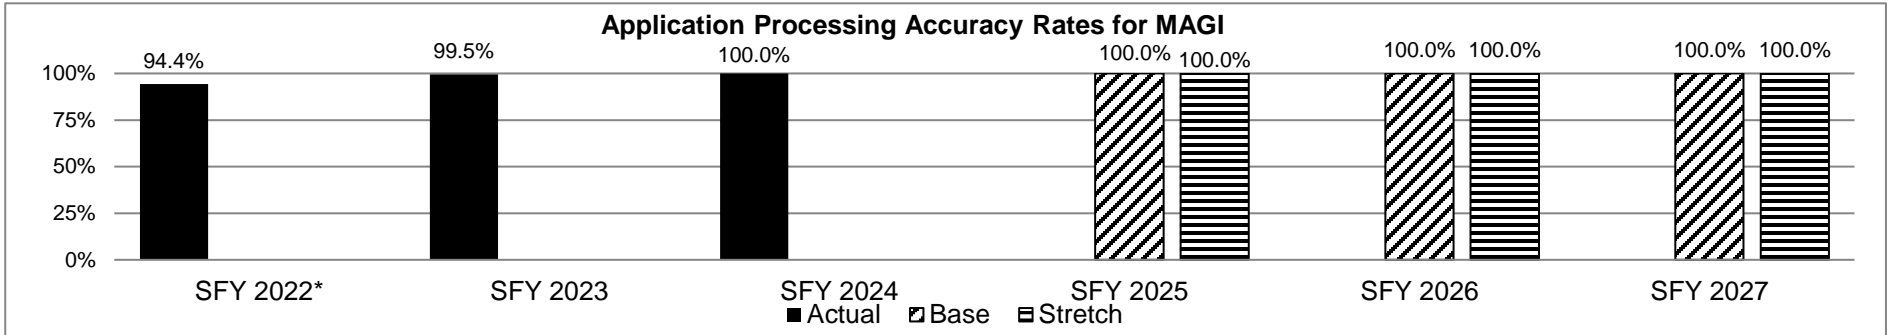 Application Processing Accuracy Rates for MAGI
94.4% 99.5% 100.0% 100.0% 100.0% 100.0% 100.0% 100.0% 100.0%
100%
75%
50%
25%
0%
SFY 2022* SFY 2023 SFY 2024 SFY 2025 SFY 2026 SFY 2027
Actual Base Stretch